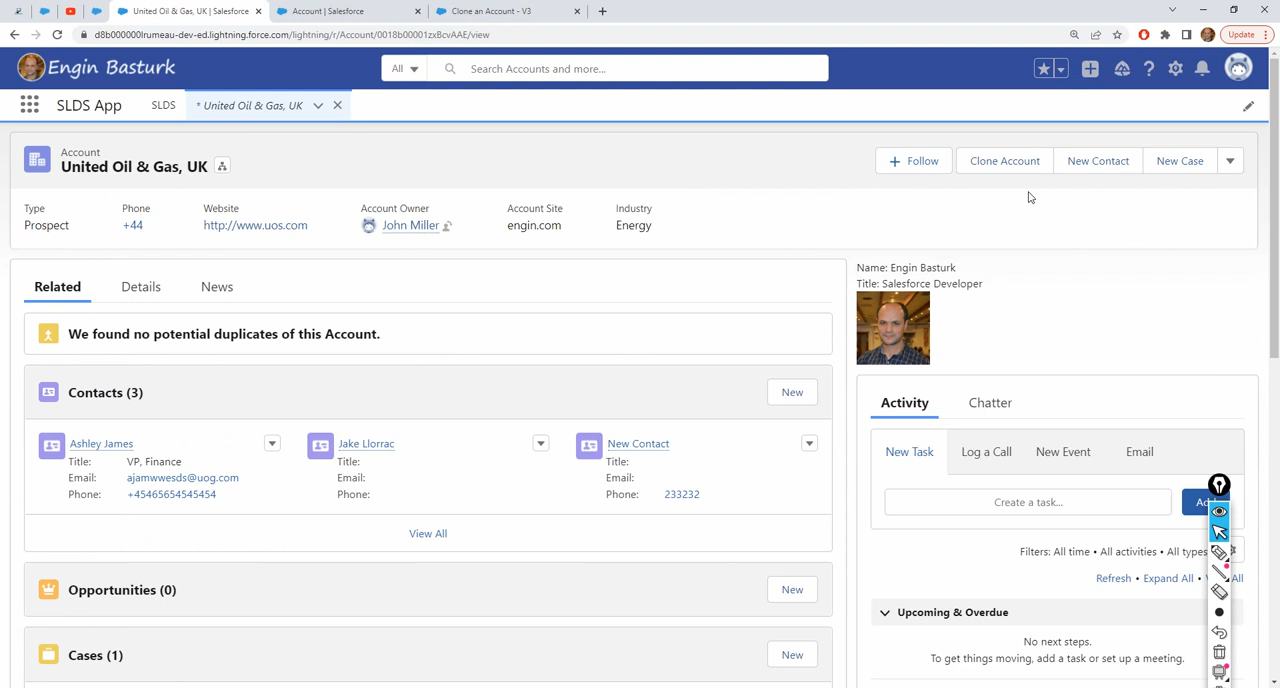 United Oil & Gas, UK | Salesforce
Account | Salesforce
Clone an Account - V3
d8b000000lrumeau-dev-ed.lightning.force.com/lightning/r/Account/0018b00001zxBcvAAE/view
Update
Engin Basturk
All
Search Accounts and more...
SLDS App
SLDS
* United Oil & Gas, UK
Account
United Oil & Gas, UK
Follow
Clone Account
New Contact
New Case
Type
Phone
Website
Account Owner
Account Site
Industry
Prospect
+44
http://www.uos.com
John Miller
engin.com
Energy
Related
Details
News
Name: Engin Basturk
Title: Salesforce Developer
We found no potential duplicates of this Account.
Contacts (3)
New
Ashley James
Title: VP, Finance
Email: ajamwwesds@uog.com
Phone: +45465654545454
Jake Llorrac
Title:
Email:
Phone:
New Contact
Title:
Email:
Phone: 233232
View All
Opportunities (0)
New
Cases (1)
New
Activity
Chatter
New Task
Log a Call
New Event
Email
Create a task...
Filters: All time • All activities • All types
Refresh • Expand All •
All
Upcoming & Overdue
No next steps.
To get things moving, add a task or set up a meeting.